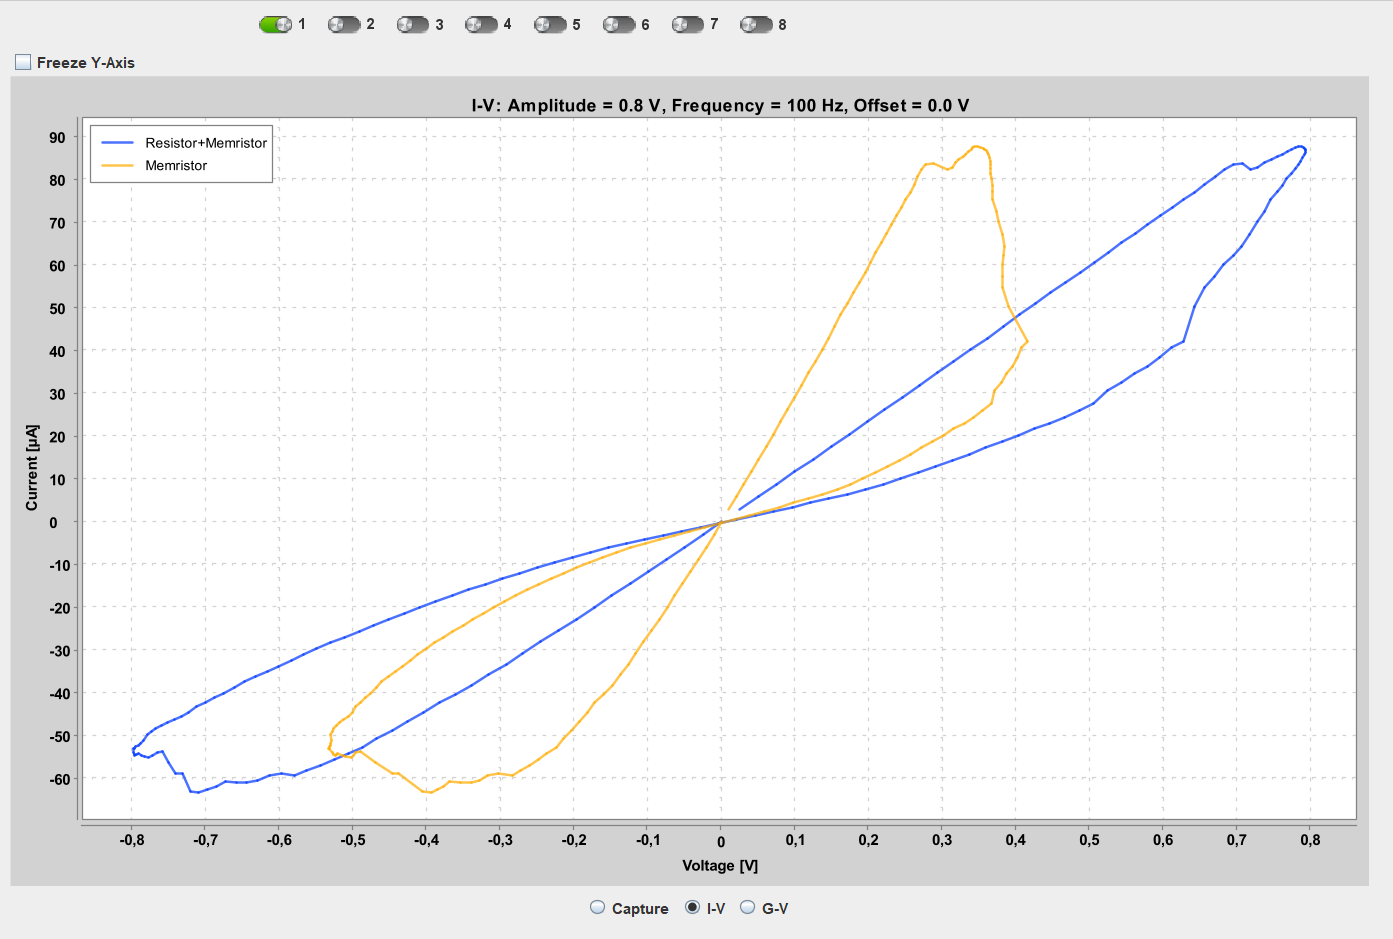 1 2 3 4 5 6 7 8
Freeze Y-Axis
I-V: Amplitude = 0.8 V, Frequency = 100 Hz, Offset = 0.0 V
Resistor+Memristor
Memristor
90
80
70
60
50
40
30
20
10
0
-10
-20
-30
-40
-50
-60
Current [µA]
-0,8 -0,7 -0,6 -0,5 -0,4 -0,3 -0,2 -0,1 0 0,1 0,2 0,3 0,4 0,5 0,6 0,7 0,8
Voltage [V]
Capture I-V G-V